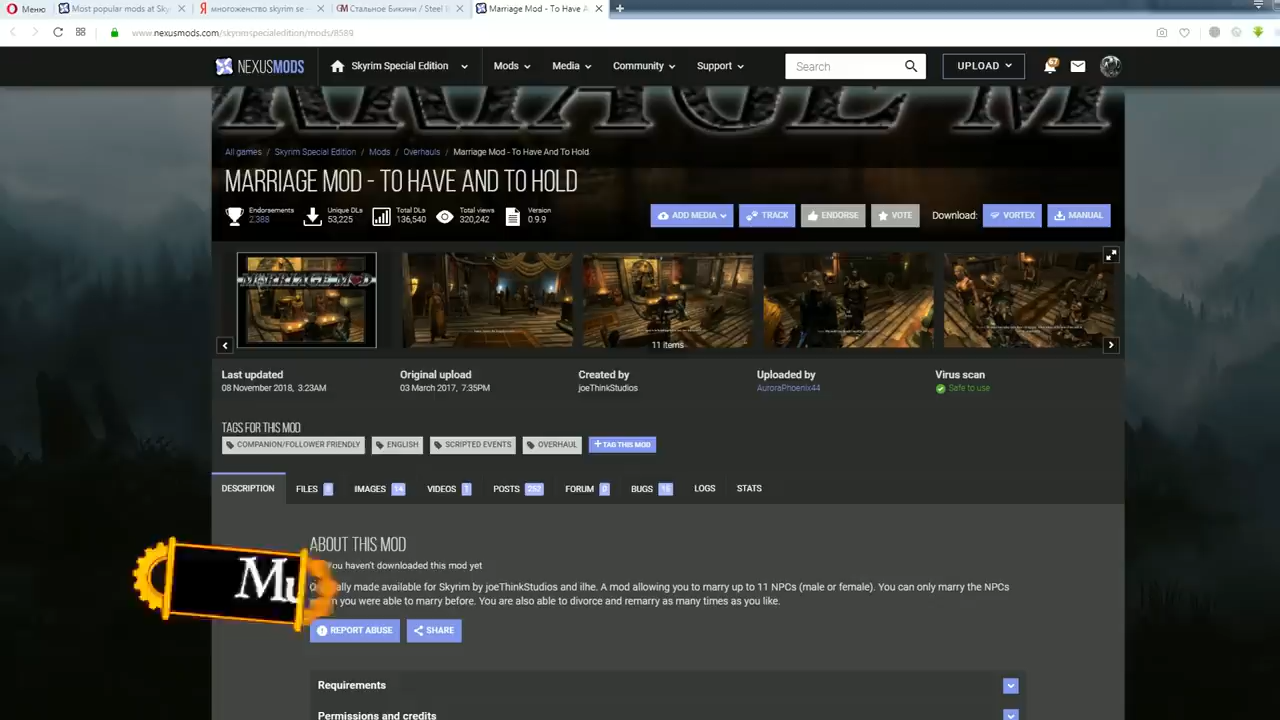 Меню
Most popular mods at Sky
многоженство skyrim se
Стальное Бикини / Steel B
Marriage Mod - To Have A
www.nexusmods.com/skyrimspecialedition/mods/8589
NEXUSMODS
Skyrim Special Edition
Mods
Media
Community
Support
Search
UPLOAD
67
All games / Skyrim Special Edition / Mods / Overhauls / Marriage Mod - To Have And To Hold
MARRIAGE MOD - TO HAVE AND TO HOLD
Endorsements
2,388
Unique DLs
53,225
Total DLs
136,540
Total views
320,242
Version
0.9.9
ADD MEDIA
TRACK
ENDORSE
VOTE
Download:
VORTEX
MANUAL
11 items
Last updated
08 November 2018, 3:23AM
Original upload
03 March 2017, 7:35PM
Created by
joeThinkStudios
Uploaded by
AuroraPhoenix44
Virus scan
Safe to use
TAGS FOR THIS MOD
COMPANION/FOLLOWER FRIENDLY
ENGLISH
SCRIPTED EVENTS
OVERHAUL
+ TAG THIS MOD
DESCRIPTION
FILES
IMAGES 14
VIDEOS 1
POSTS 252
FORUM 0
BUGS 15
LOGS
STATS
ABOUT THIS MOD
You haven't downloaded this mod yet
made available for Skyrim by joeThinkStudios and ilhe. A mod allowing you to marry up to 11 NPCs (male or female). You can only marry the NPCs
you were able to marry before. You are also able to divorce and remarry as many times as you like.
Mu
REPORT ABUSE
SHARE
Requirements
Permissions and credits